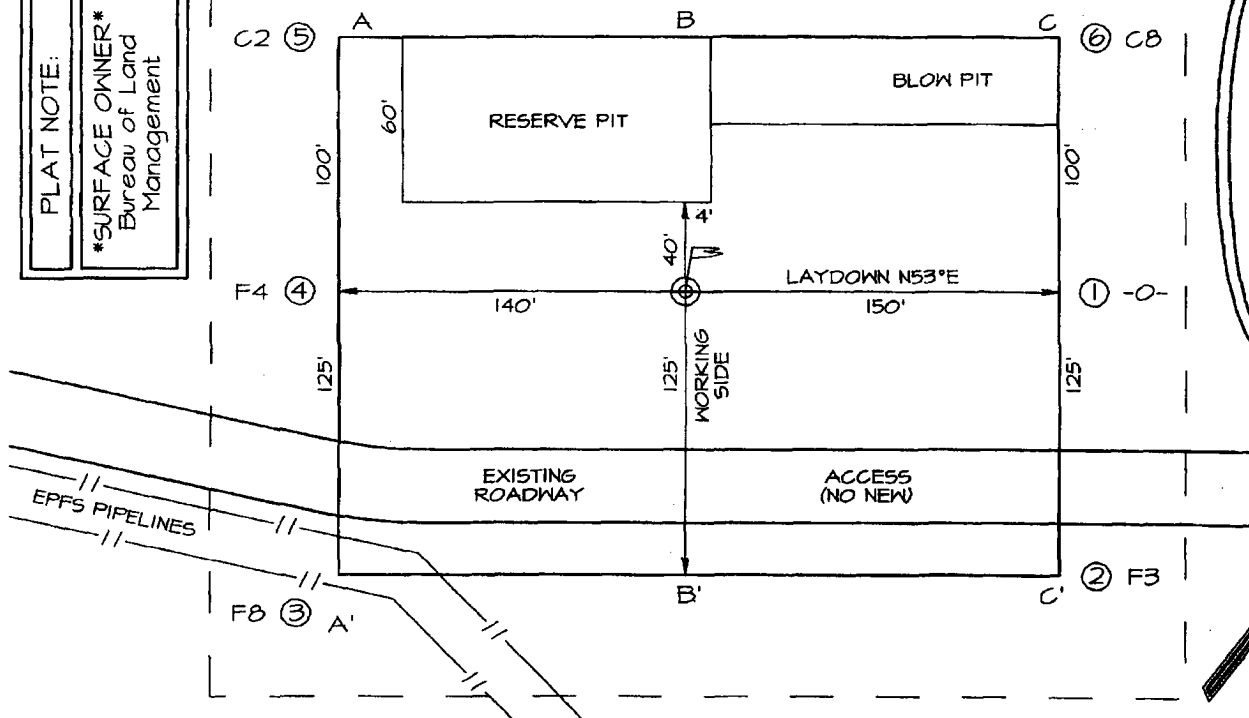 PLAT NOTE:
*SURFACE OWNER*
Bureau of Land
Management
C2 ⑤ A B C ⑥ C8
BLOW PIT
60' RESERVE PIT
100' 100'
4'
40'
LAYDOWN N53°E
F4 ④ 140' 150' ① -0-
125' 125' WORKING SIDE 125'
EXISTING
ROADWAY
ACCESS
(NO NEW)
EPFS PIPELINES
F8 ③ A' B' C' ② F3